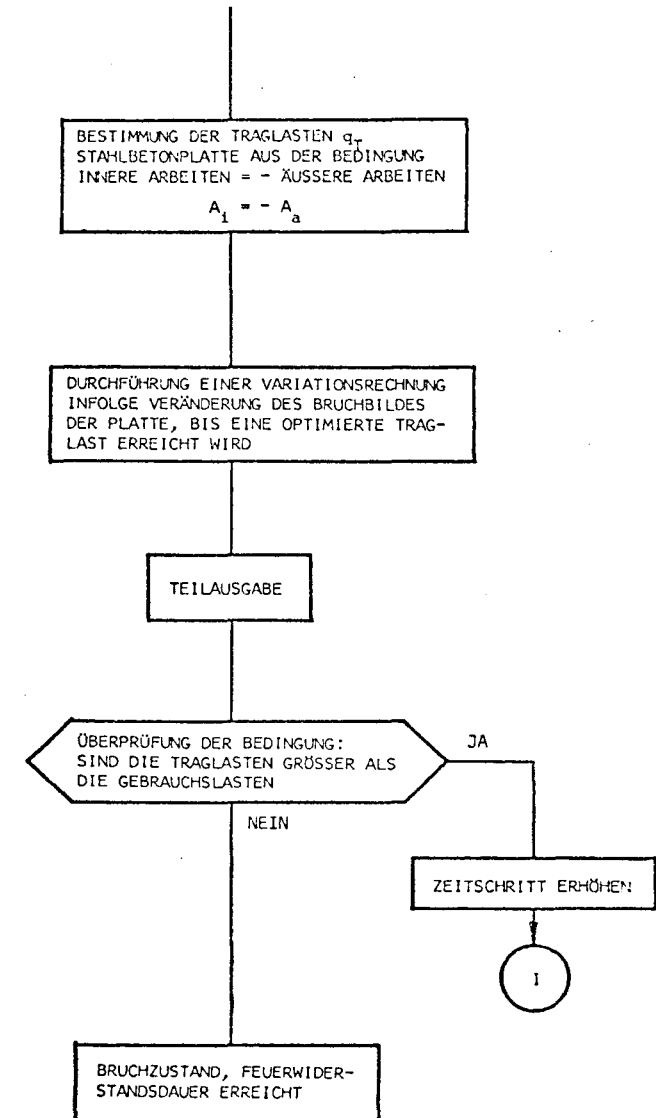 BESTIMMUNG DER TRAGLASTEN q_T
STAHLBETONPLATTE AUS DER BEDINGUNG
INNERE ARBEITEN = - ÄUSSERE ARBEITEN
A_i = - A_a
DURCHFÜHRUNG EINER VARIATIONSRECHNUNG
INFOLGE VERÄNDERUNG DES BRUCHBILDES
DER PLATTE, BIS EINE OPTIMIERTE TRAG-
LAST ERREICHT WIRD
TEILAUSGABE
ÜBERPRÜFUNG DER BEDINGUNG:
SIND DIE TRAGLASTEN GRÖSSER ALS
DIE GEBRAUCHSLASTEN
JA
NEIN
ZEITSCHRITT ERHÖHEN
I
BRUCHZUSTAND, FEUERWIDER-
STANDSDAUER ERREICHT